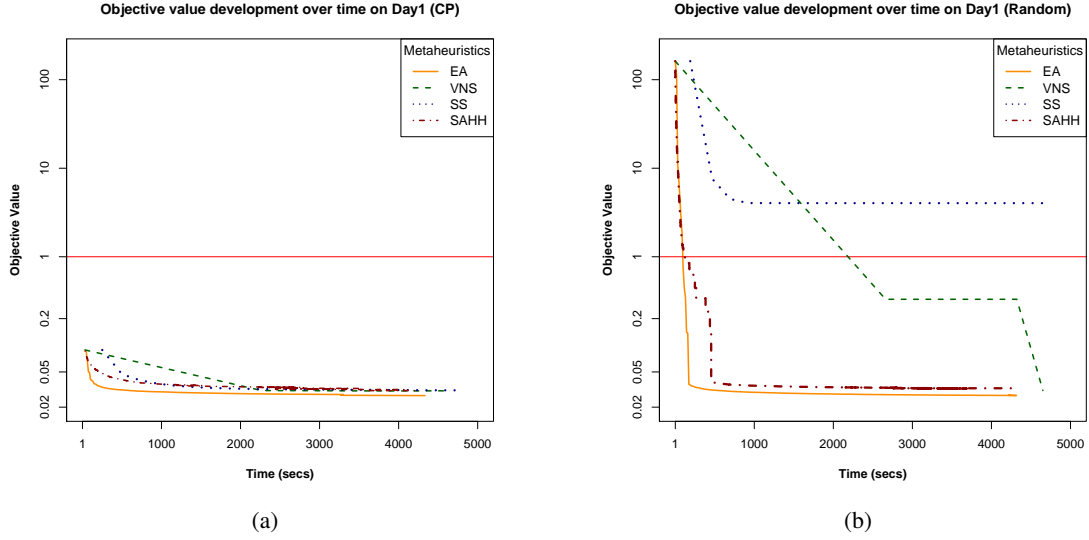 Objective value development over time on Day1 (CP)
Objective Value
100
10
1
0.2
0.05
0.02
Metaheuristics
EA
VNS
SS
SAHH
1
1000
2000
3000
4000
5000
Time (secs)
(a)
Objective value development over time on Day1 (Random)
Objective Value
100
10
1
0.2
0.05
0.02
Metaheuristics
EA
VNS
SS
SAHH
1
1000
2000
3000
4000
5000
Time (secs)
(b)